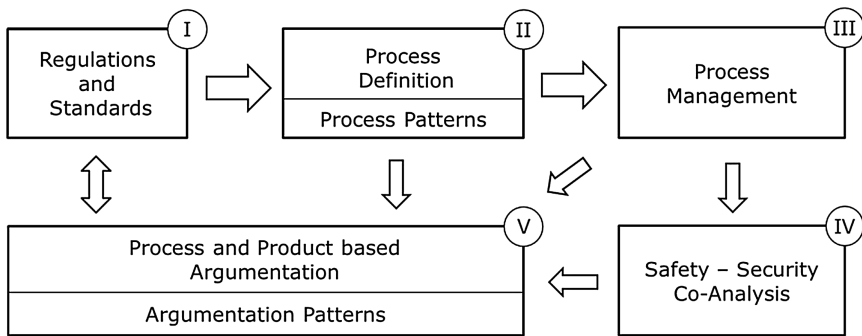 I
Regulations
and
Standards
II
Process
Definition
Process Patterns
III
Process
Management
V
Process and Product based
Argumentation
Argumentation Patterns
IV
Safety – Security
Co-Analysis